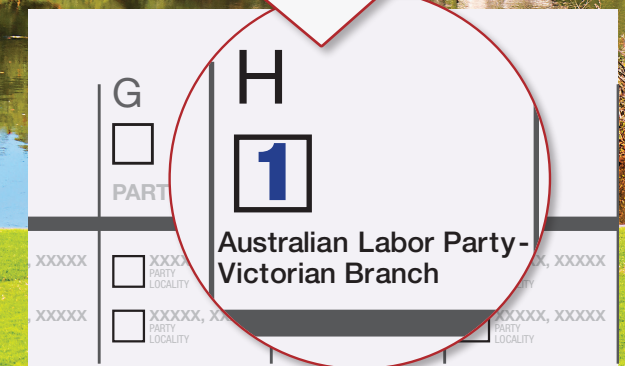 G
H
1
PART
Australian Labor Party-
Victorian Branch
, XXXXX
XXXX
X, XXXXX
PARTY
LOCALITY
, XXXXX
XXXXX, XX
XXXXX, XXXXX
PARTY
LOCALITY
PARTY
LOCALITY